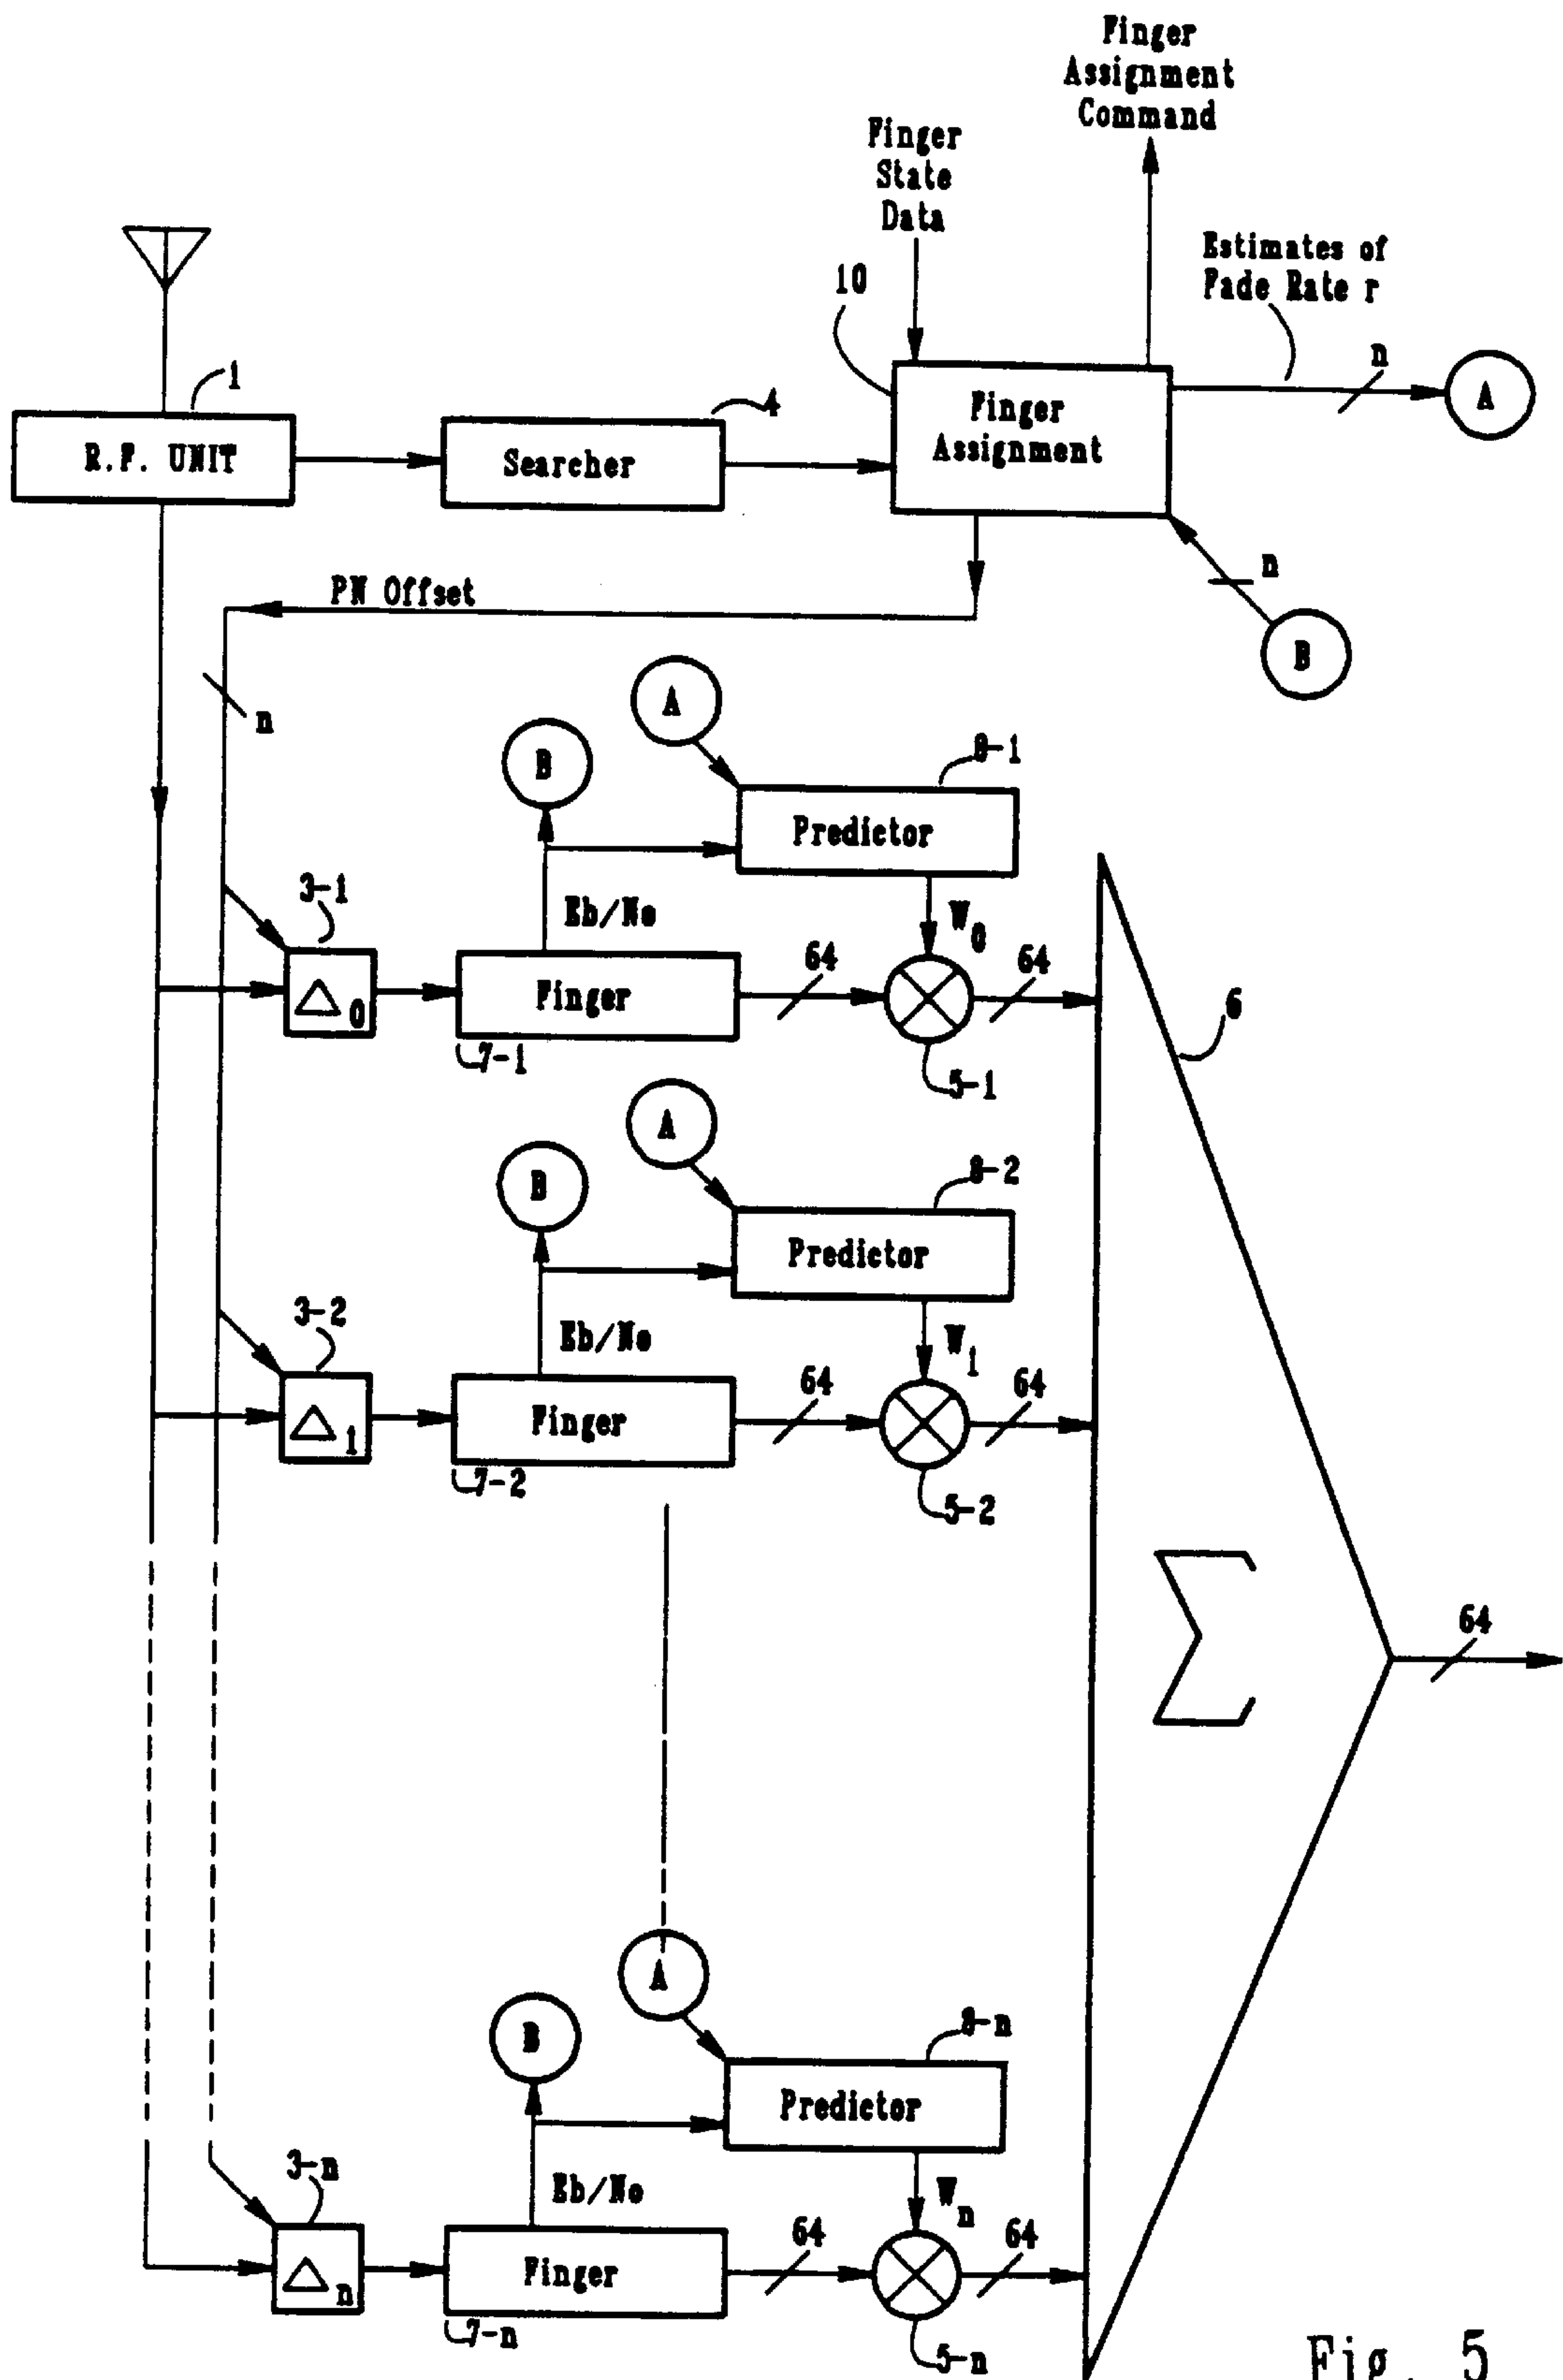 Finger
Assignment
Command
Finger
State
Data
Estimates of
Fade Rate r
10
n
A
1
4
R.F. UNIT
Searcher
Finger
Assignment
PN Offset
n
B
n
A
B
8-1
Predictor
3-1
Eb/No
W0
64
64
6
Δ0
Finger
7-1
5-1
A
B
8-2
Predictor
3-2
Eb/No
W1
64
64
Δ1
Finger
7-2
5-2
Σ
64
A
B
8-n
Predictor
3-n
Eb/No
Wn
64
64
Δn
Finger
7-n
5-n
Fig. 5